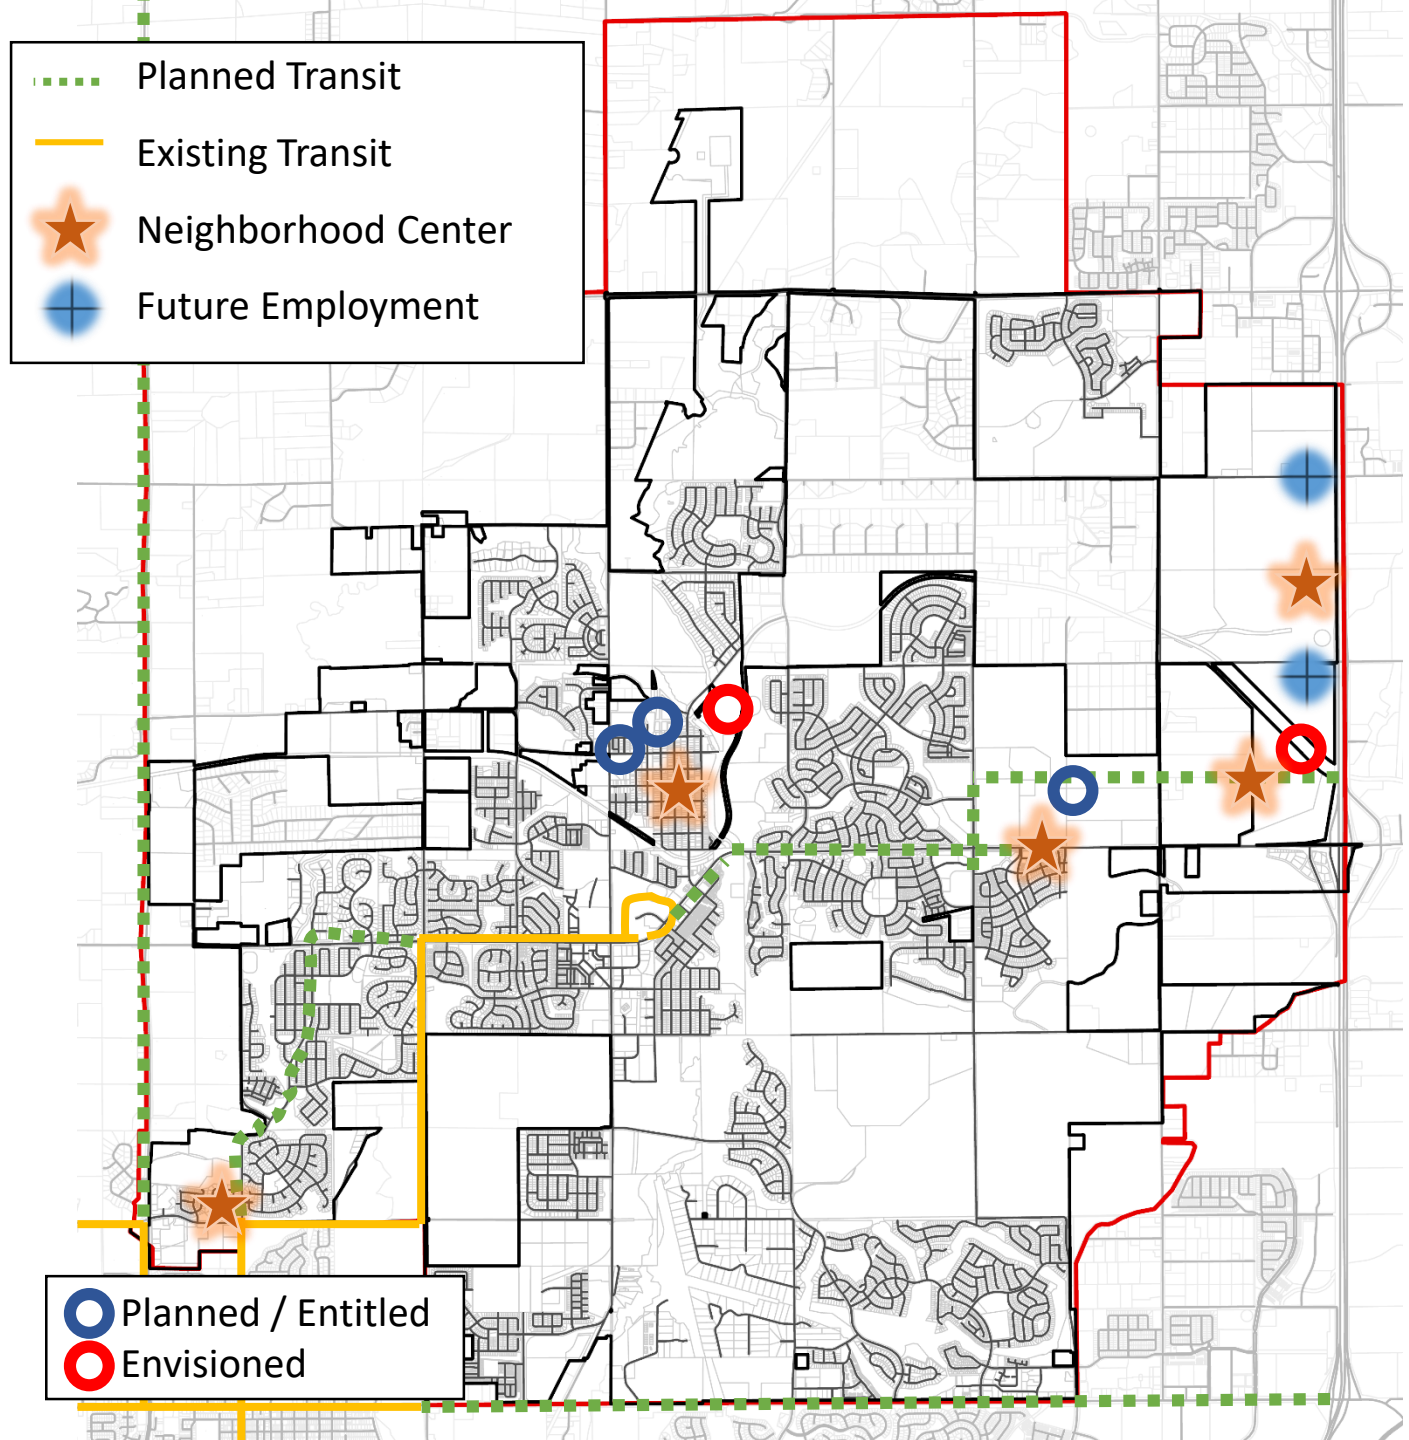 Planned Transit
Existing Transit
Neighborhood Center
Future Employment
Planned / Entitled
Envisioned